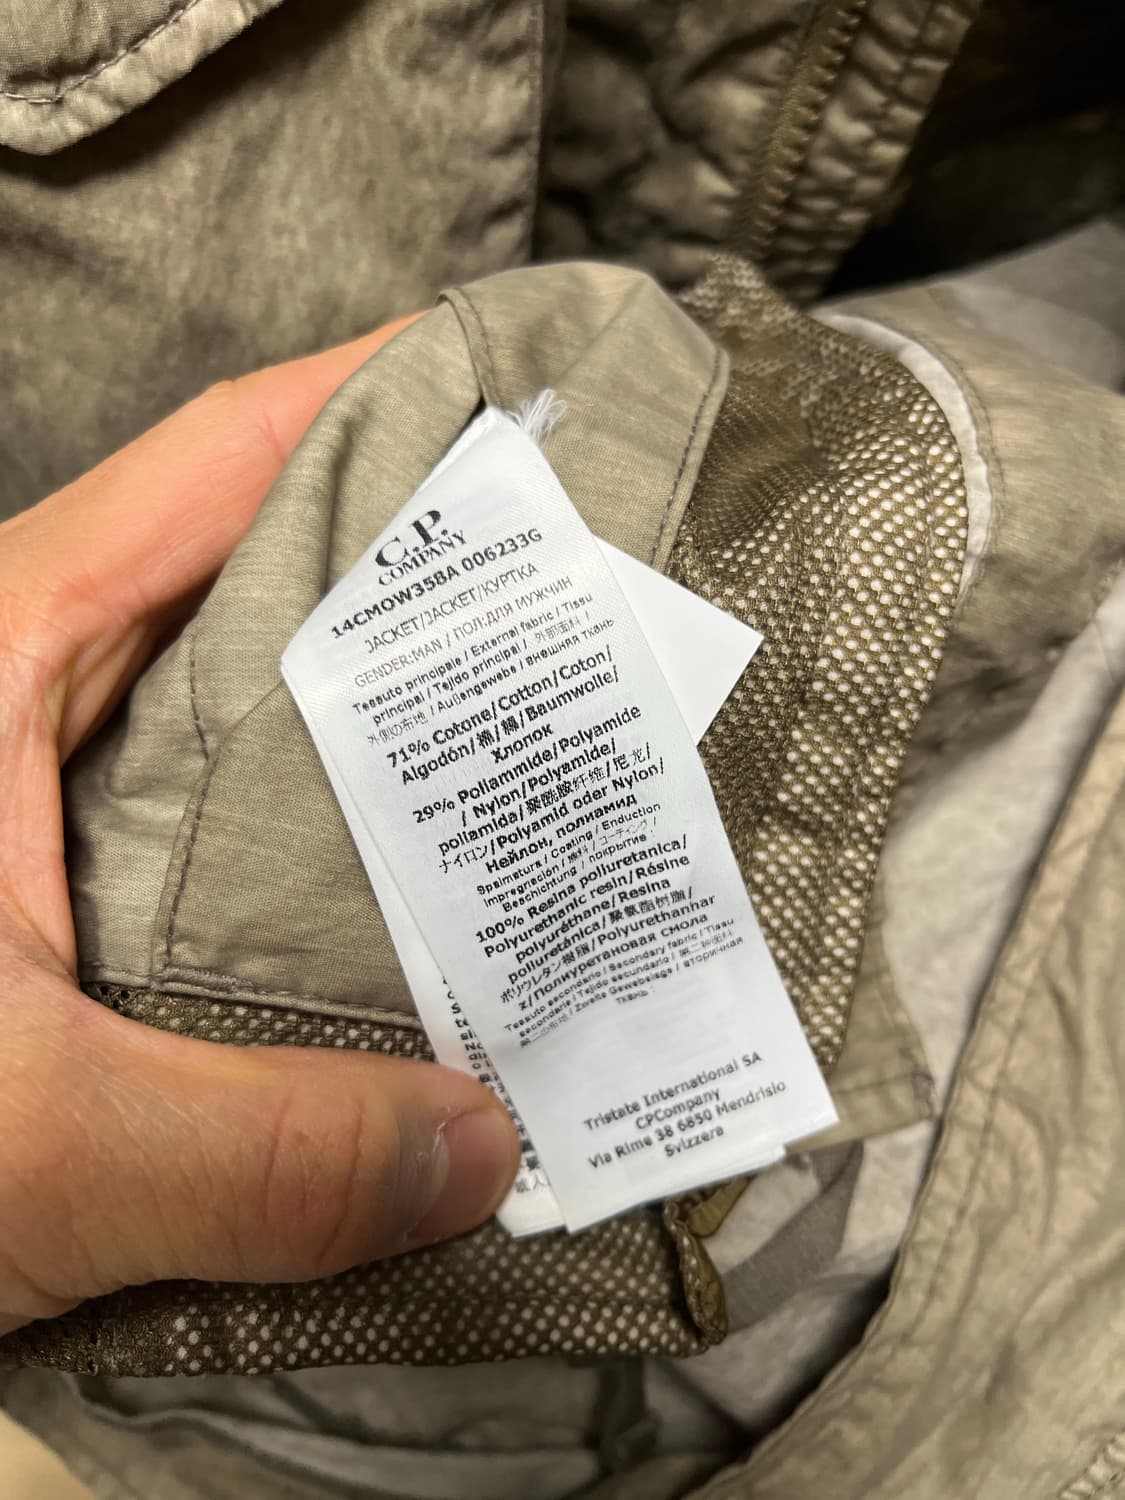 C.P.
COMPANY
14CMOW358A 006233G
JACKET/JACKET/КУРТКА
GENDER:MAN / ПОЛ:ДЛЯ МУЖЧИН
Tessuto principale / External fabric / Tissu
principal / Tejido principal / 外部面料 /
外側の布地 / Außengewebe / ВНЕШНЯЯ ТКАНЬ
71% Cotone/Cotton/Coton/
Algodón/棉/綿/Baumwolle/
Хлопок
29% Poliammide/Polyamide
/ Nylon/Polyamide/
poliamida/聚酰胺纤维/尼龙/
ナイロン/Polyamid oder Nylon/
Нейлон, полиамид
Spalmatura / Coating / Enduction
Impregnación / 涂料 / コーティング /
Beschichtung / покрытие :
100% Resina poliuretanica/
Polyurethanic resin/Résine
polyuréthane/Resina
poliuretánica/聚氨酯树脂/
ポリウレタン樹脂/Polyurethanhar
z/Полиуретановая смола
Tessuto secondario / Secondary fabric / Tissu
secondarie / Tejido secundario / 第二种面料
第二の布地 / Zweite Gewebelage / вторичная
ткань :
Tristate International SA
CPCompany
Via Rime 38 6850 Mendrisio
Svizzera